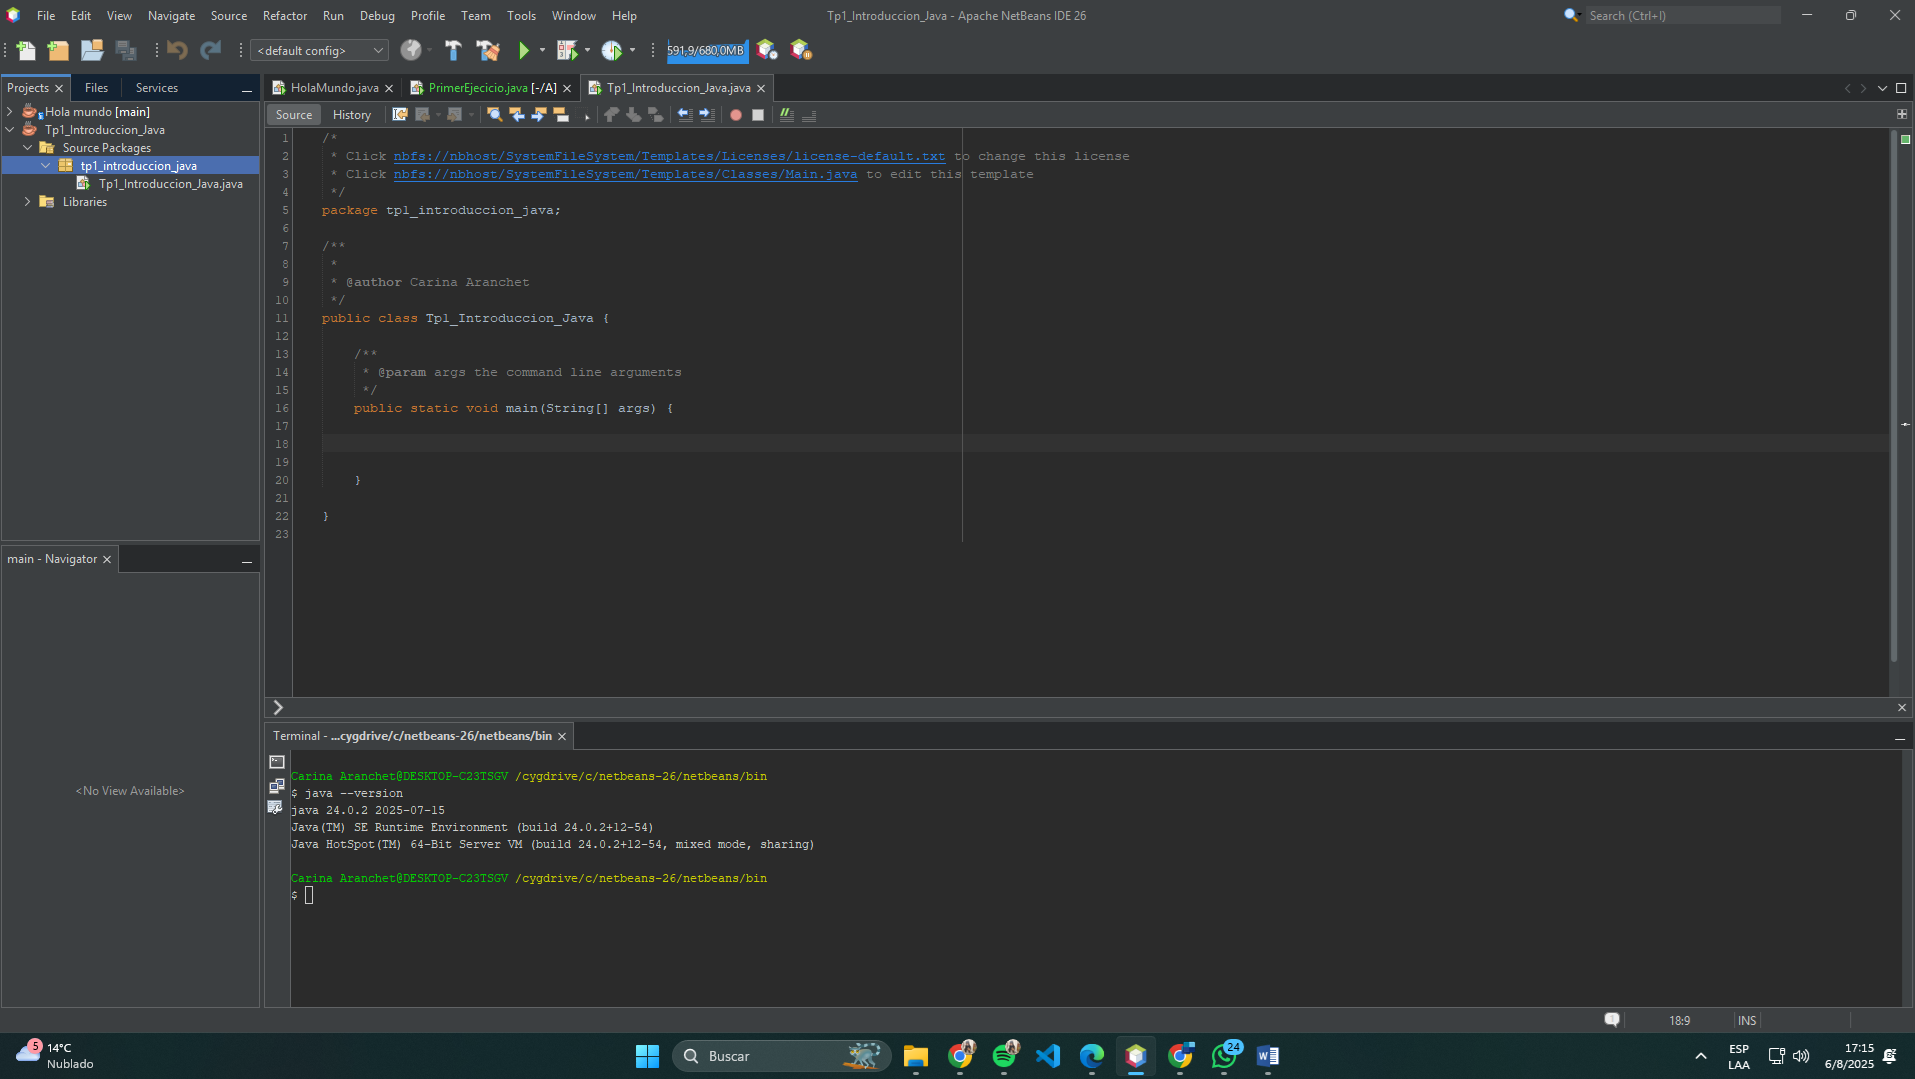 File Edit View Navigate Source Refactor Run Debug Profile Team Tools Window Help
Tp1_Introduccion_Java - Apache NetBeans IDE 26
Search (Ctrl+I)
<default config>
591,9/680,0MB
Projects Files Services
Hola mundo [main]
Tp1_Introduccion_Java
Source Packages
tp1_introduccion_java
Tp1_Introduccion_Java.java
Libraries
main - Navigator
<No View Available>
HolaMundo.java PrimerEjecicio.java [-/A] Tp1_Introduccion_Java.java
Source History
1 /*
2 * Click nbfs://nbhost/SystemFileSystem/Templates/Licenses/license-default.txt to change this license
3 * Click nbfs://nbhost/SystemFileSystem/Templates/Classes/Main.java to edit this template
4 */
5 package tp1_introduccion_java;
6
7 /**
8 *
9 * @author Carina Aranchet
10 */
11 public class Tp1_Introduccion_Java {
12
13 /**
14 * @param args the command line arguments
15 */
16 public static void main(String[] args) {
17
18
19
20 }
21
22 }
23
Terminal - ...cygdrive/c/netbeans-26/netbeans/bin
Carina Aranchet@DESKTOP-C23TSGV /cygdrive/c/netbeans-26/netbeans/bin
$ java --version
java 24.0.2 2025-07-15
Java(TM) SE Runtime Environment (build 24.0.2+12-54)
Java HotSpot(TM) 64-Bit Server VM (build 24.0.2+12-54, mixed mode, sharing)
Carina Aranchet@DESKTOP-C23TSGV /cygdrive/c/netbeans-26/netbeans/bin
$
18:9 INS
5
14°C
Nublado
Buscar
24
ESP
LAA
17:15
6/8/2025